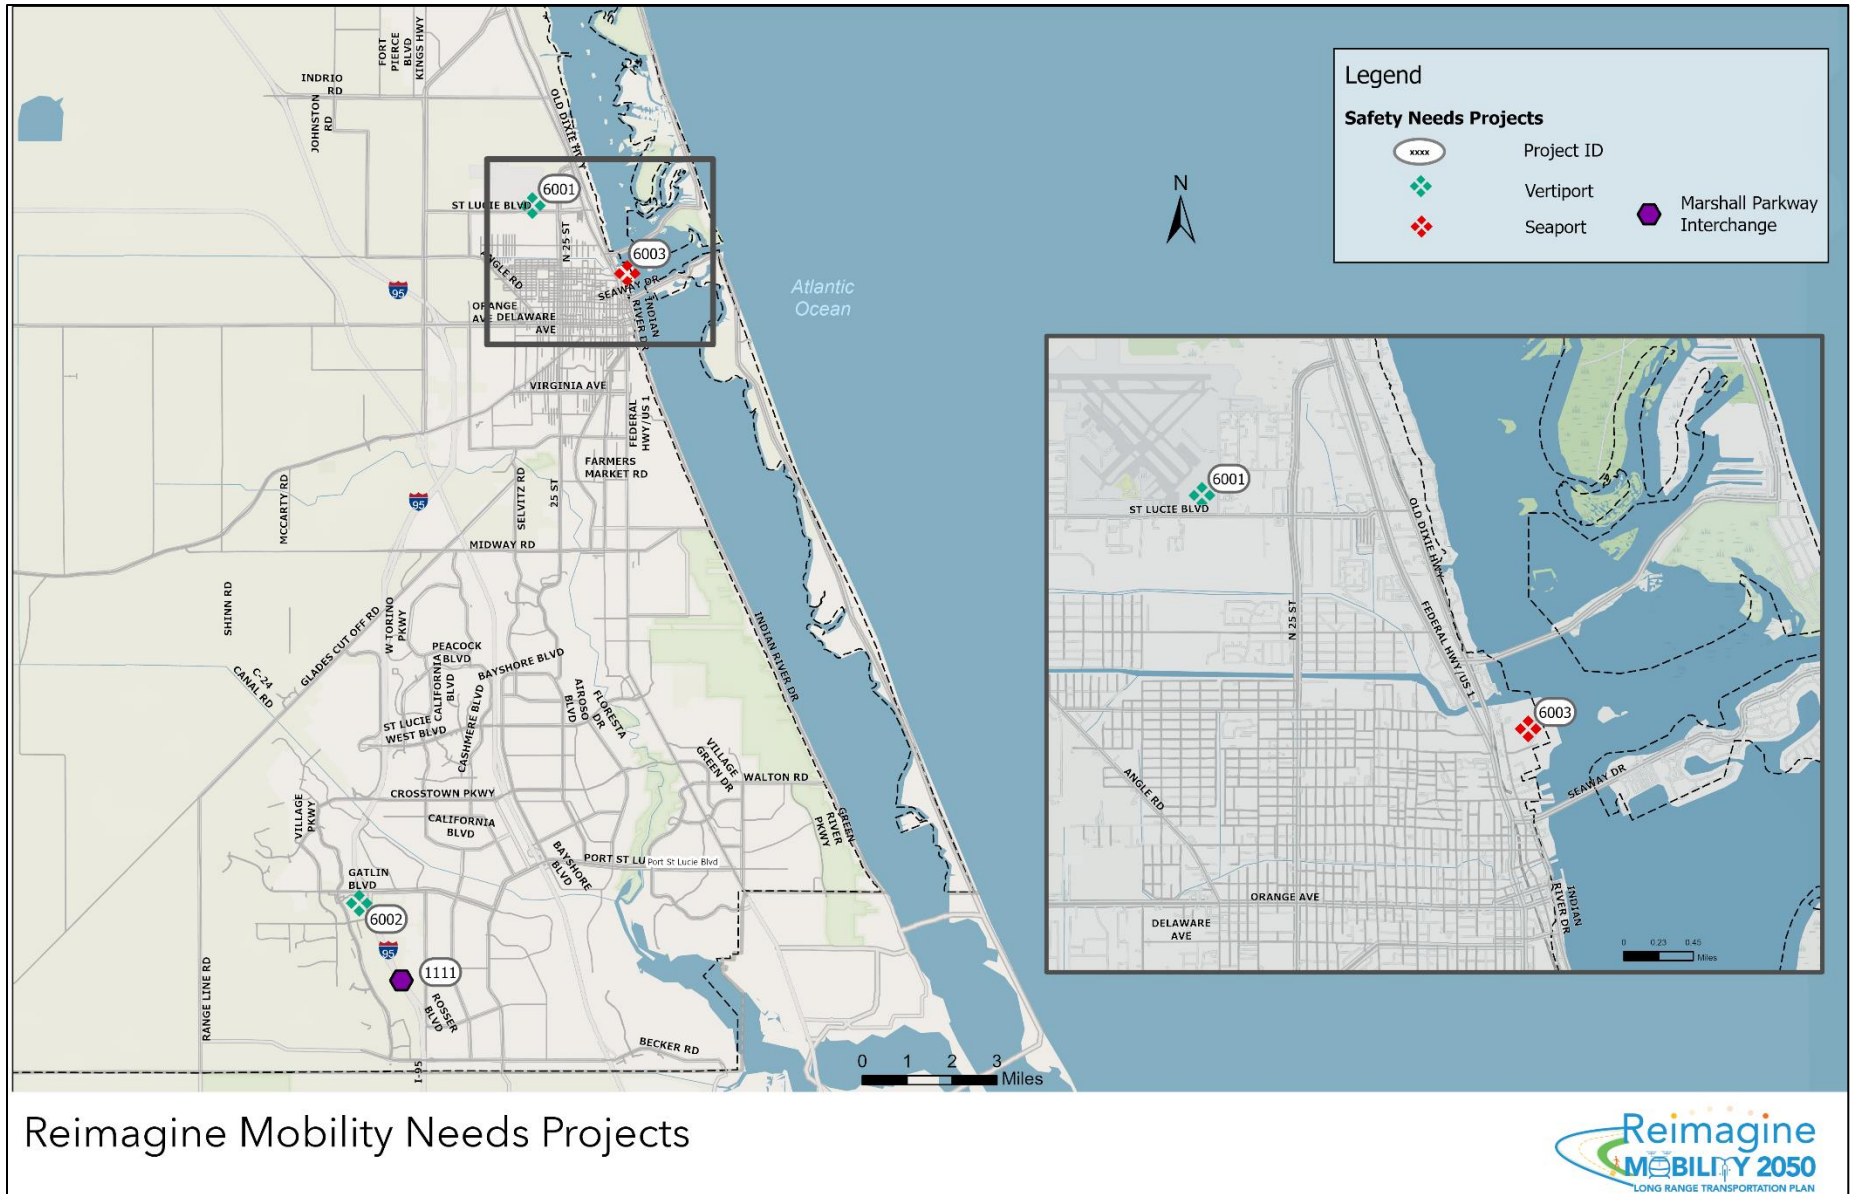 FORT
PIERCE
BLVD
KINGS HWY
INDRIO
RD
JOHNSTON
RD
OLD DIXIE HWY
6001
ST LUCIE BLVD
N 25 ST
6003
ANGLE RD
SEAWAY DR
95
ORANGE
AVE
DELAWARE
AVE
INDIAN
RIVER DR
VIRGINIA AVE
FEDERAL
HWY/US 1
FARMERS
MARKET RD
MCCARTY RD
95
SELVITZ RD
25 ST
MIDWAY RD
SHINN RD
GLADES CUT OFF RD
W TORINO
PKWY
PEACOCK
BLVD
CALIFORNIA
BLVD
BAYSHORE BLVD
C-24
CANAL RD
ST LUCIE
WEST BLVD
CASHMERE BLVD
AIROSO
BLVD
FLORESTA
DR
INDIAN RIVER DR
VILLAGE
GREEN DR
WALTON RD
VILLAGE
PKWY
CROSSTOWN PKWY
CALIFORNIA
BLVD
GREEN
RIVER
PKWY
BAYSHORE
BLVD
PORT ST LU
Port St Lucie Blvd
GATLIN
BLVD
6002
95
1111
ROSSER
BLVD
RANGE LINE RD
BECKER RD
I-95
0 1 2 3
Miles
Atlantic
Ocean
N
Legend
Safety Needs Projects
xxxx Project ID
Vertiport
Seaport
Marshall Parkway
Interchange
6001
ST LUCIE BLVD
OLD DIXIE HWY
N 25 ST
FEDERAL HWY/US 1
6003
ANGLE RD
SEAWAY DR
ORANGE AVE
DELAWARE
AVE
INDIAN
RIVER DR
0 0.23 0.45
Miles
Reimagine Mobility Needs Projects
Reimagine
MOBILITY 2050
LONG RANGE TRANSPORTATION PLAN